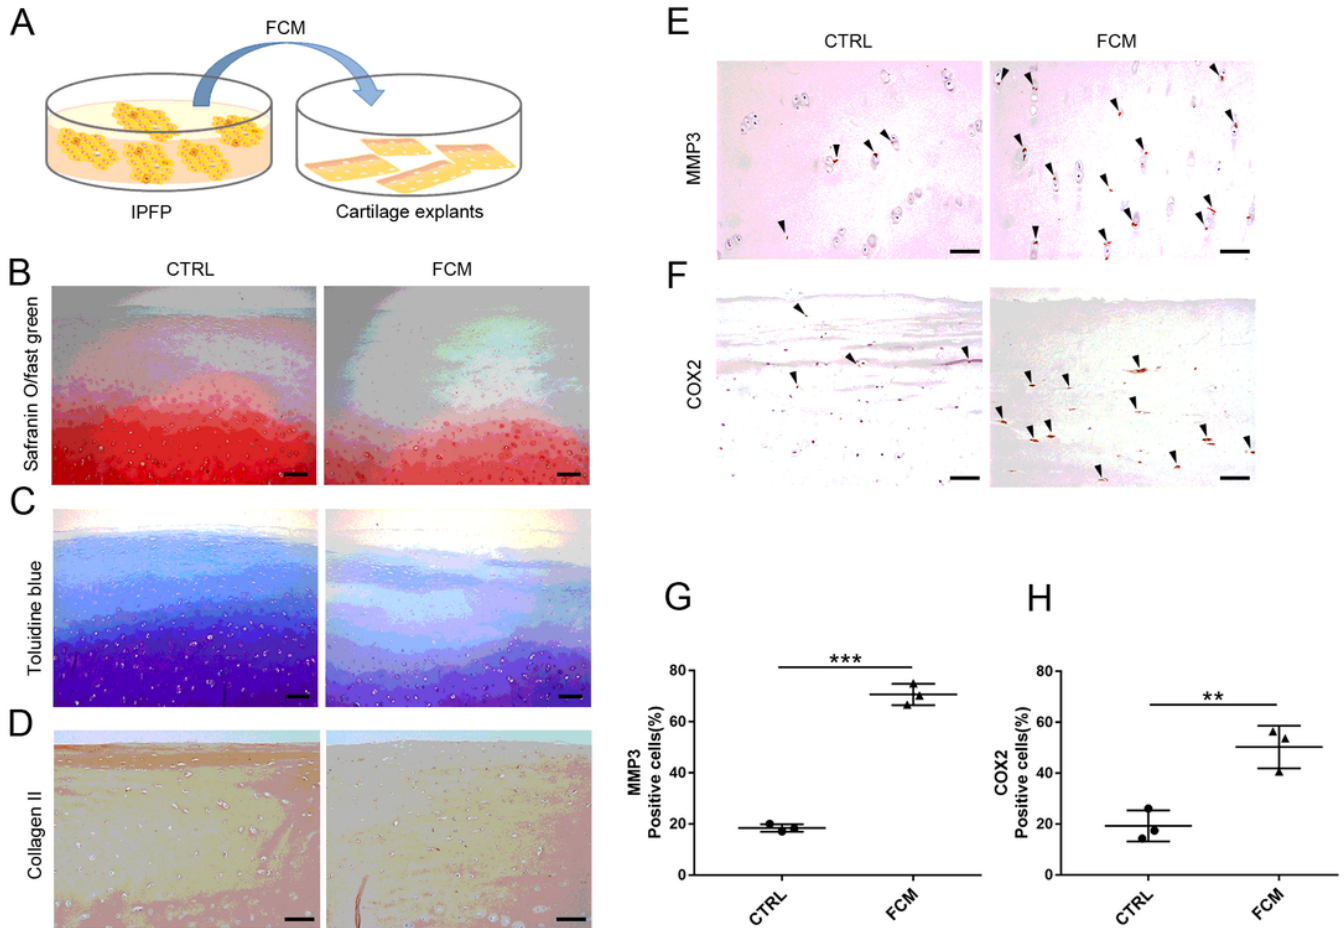 A
FCM
IPFP
Cartilage explants
B
CTRL
FCM
Safranin O/fast green
C
Toluidine blue
D
Collagen II
E
CTRL
FCM
MMP3
F
COX2
G
MMP3
Positive cells(%)
80
60
40
20
0
***
CTRL
FCM
H
COX2
Positive cells(%)
80
60
40
20
0
**
CTRL
FCM